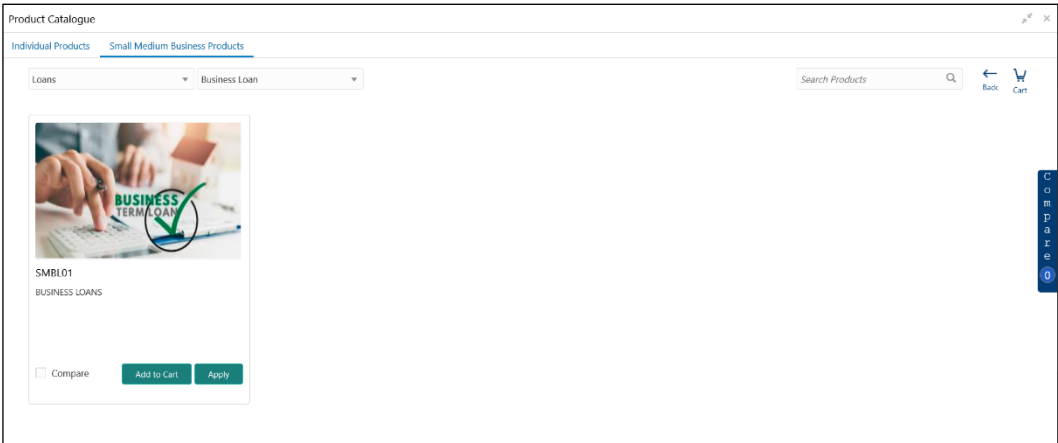 Product Catalogue
Individual Products Small Medium Business Products
Loans Business Loan Search Products Back Cart
BUSINESS
TERM LOAN
SMBL01
BUSINESS LOANS
Compare Add to Cart Apply
Compare 0